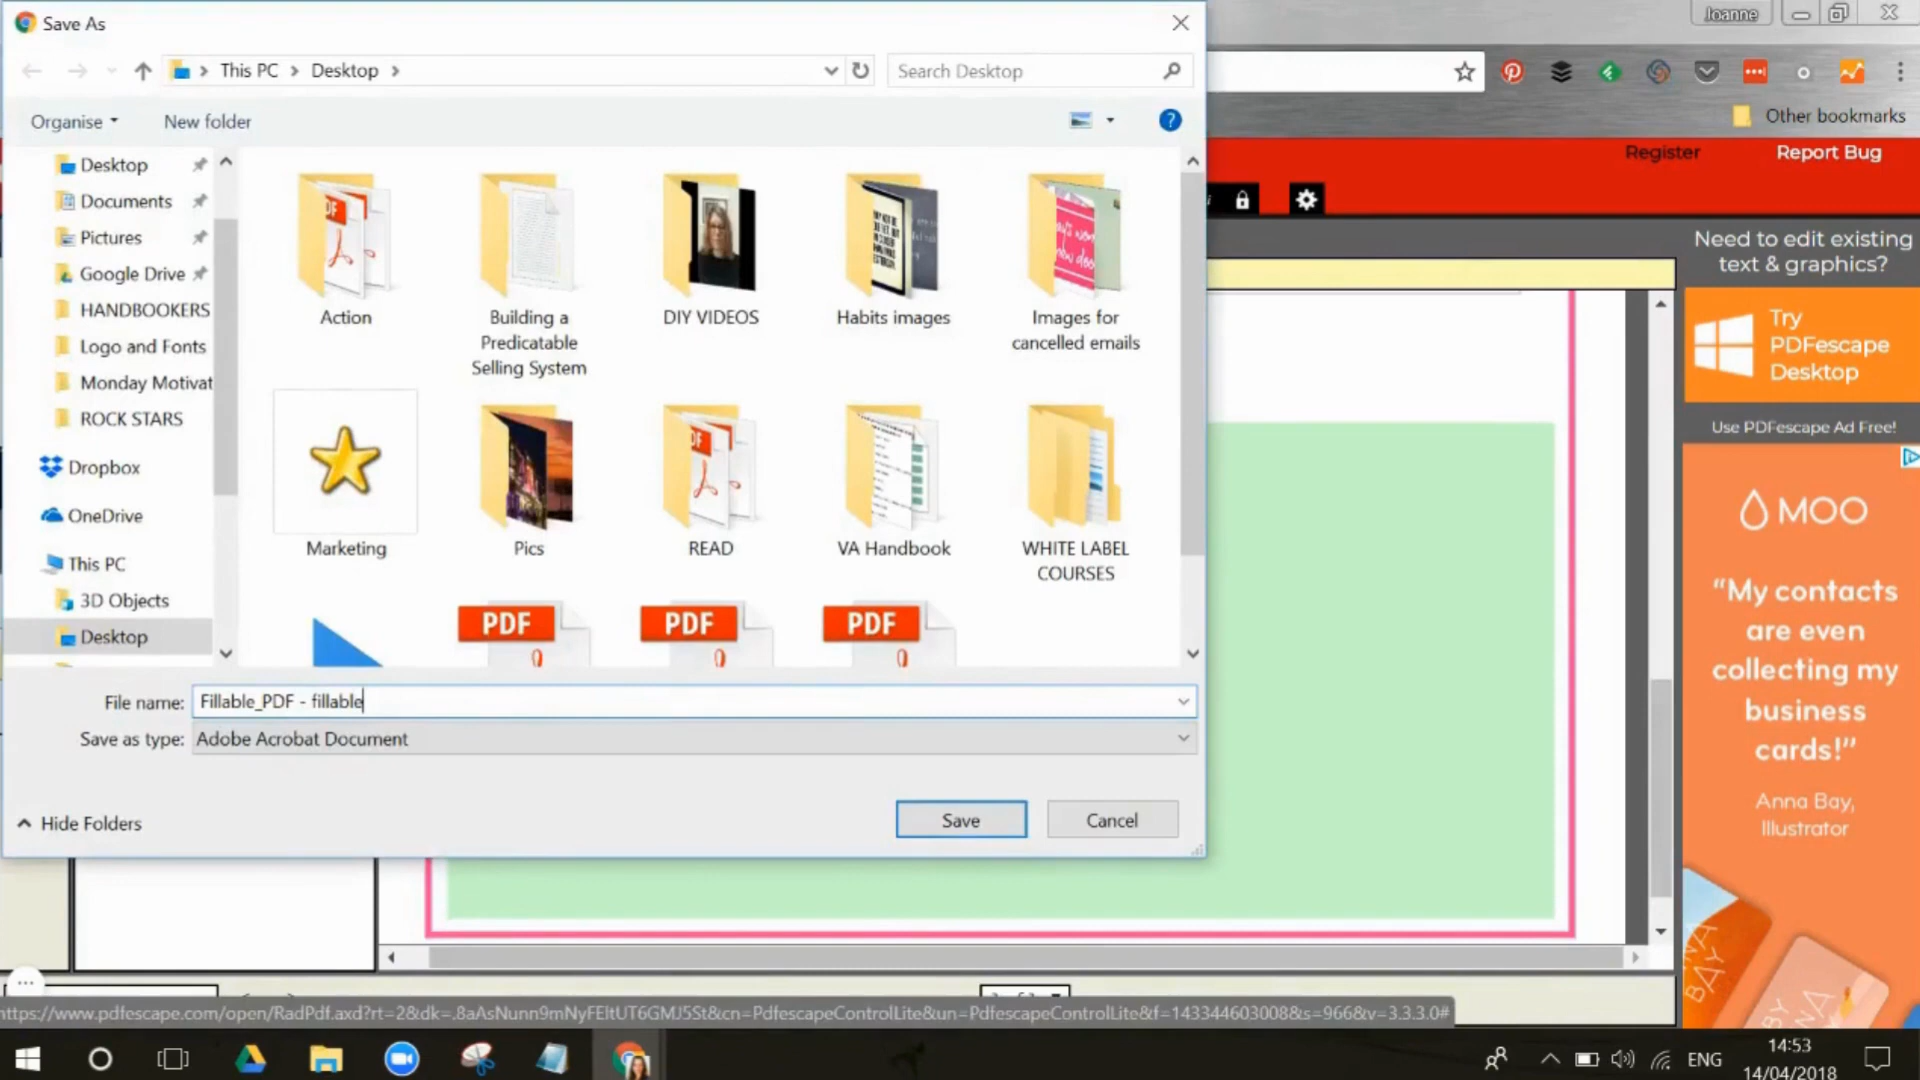 Save As
Joanne
This PC
Desktop
Search Desktop
Other bookmarks
Organise
New folder
Register
Report Bug
Desktop
Documents
Pictures
Google Drive
HANDBOOKERS
Logo and Fonts
Monday Motivat
ROCK STARS
Dropbox
OneDrive
This PC
3D Objects
Desktop
Action
Building a
Predicatable
Selling System
DIY VIDEOS
Habits images
Images for
cancelled emails
Marketing
Pics
READ
VA Handbook
WHITE LABEL
COURSES
PDF
PDF
PDF
Need to edit existing
text & graphics?
Try
PDFescape
Desktop
Use PDFescape Ad Free!
MOO
“My contacts
are even
collecting my
business
cards!”
Anna Bay,
Illustrator
File name: Fillable_PDF - fillable
Save as type: Adobe Acrobat Document
Hide Folders
Save
Cancel
https://www.pdfescape.com/open/RadPdf.axd?rt=2&dk=.8aAsNunn9mNyFEltUT6GMJ5St&cn=PdfescapeControlLite&un=PdfescapeControlLite&f=143344603008&s=966&v=3.3.3.0#
ENG
14:53
14/04/2018